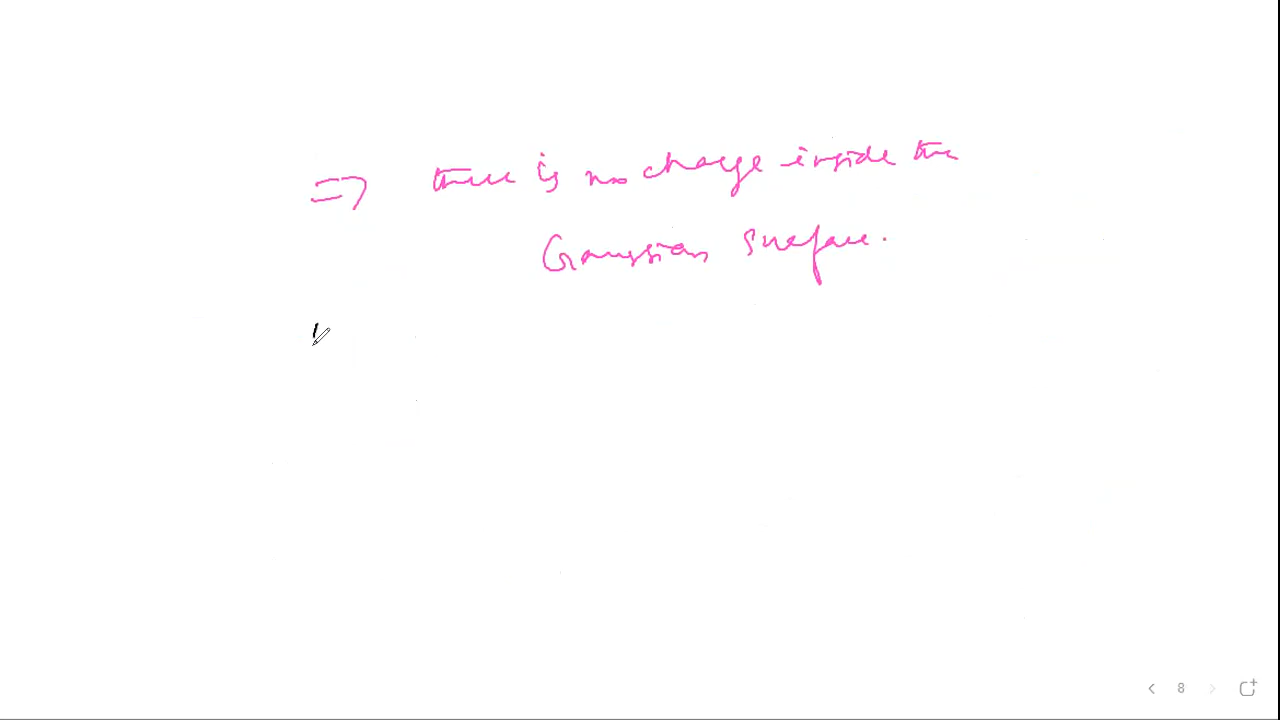 ⇒ there is no charge inside the
Gaussian Surface.
8